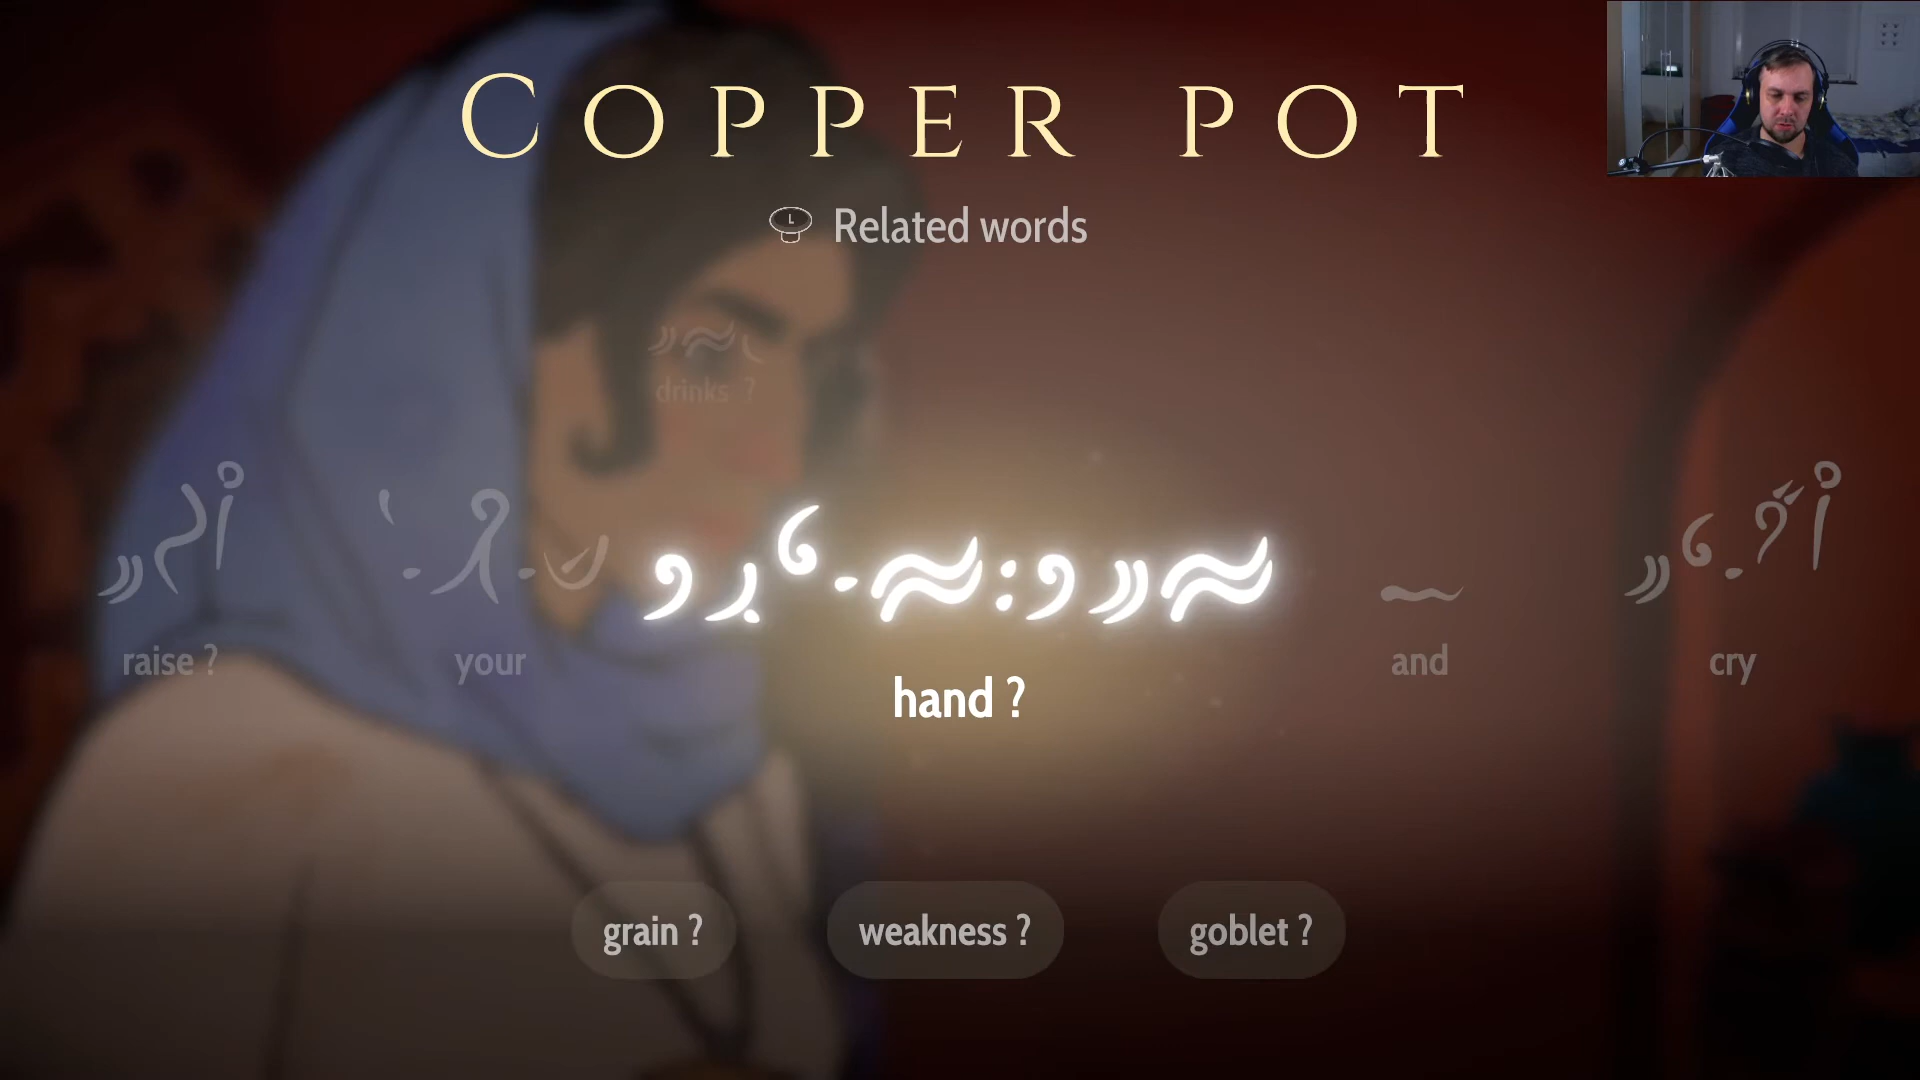 COPPER POT
L Related words
drinks ?
raise ? your hand ? and cry
grain ? weakness ? goblet ?